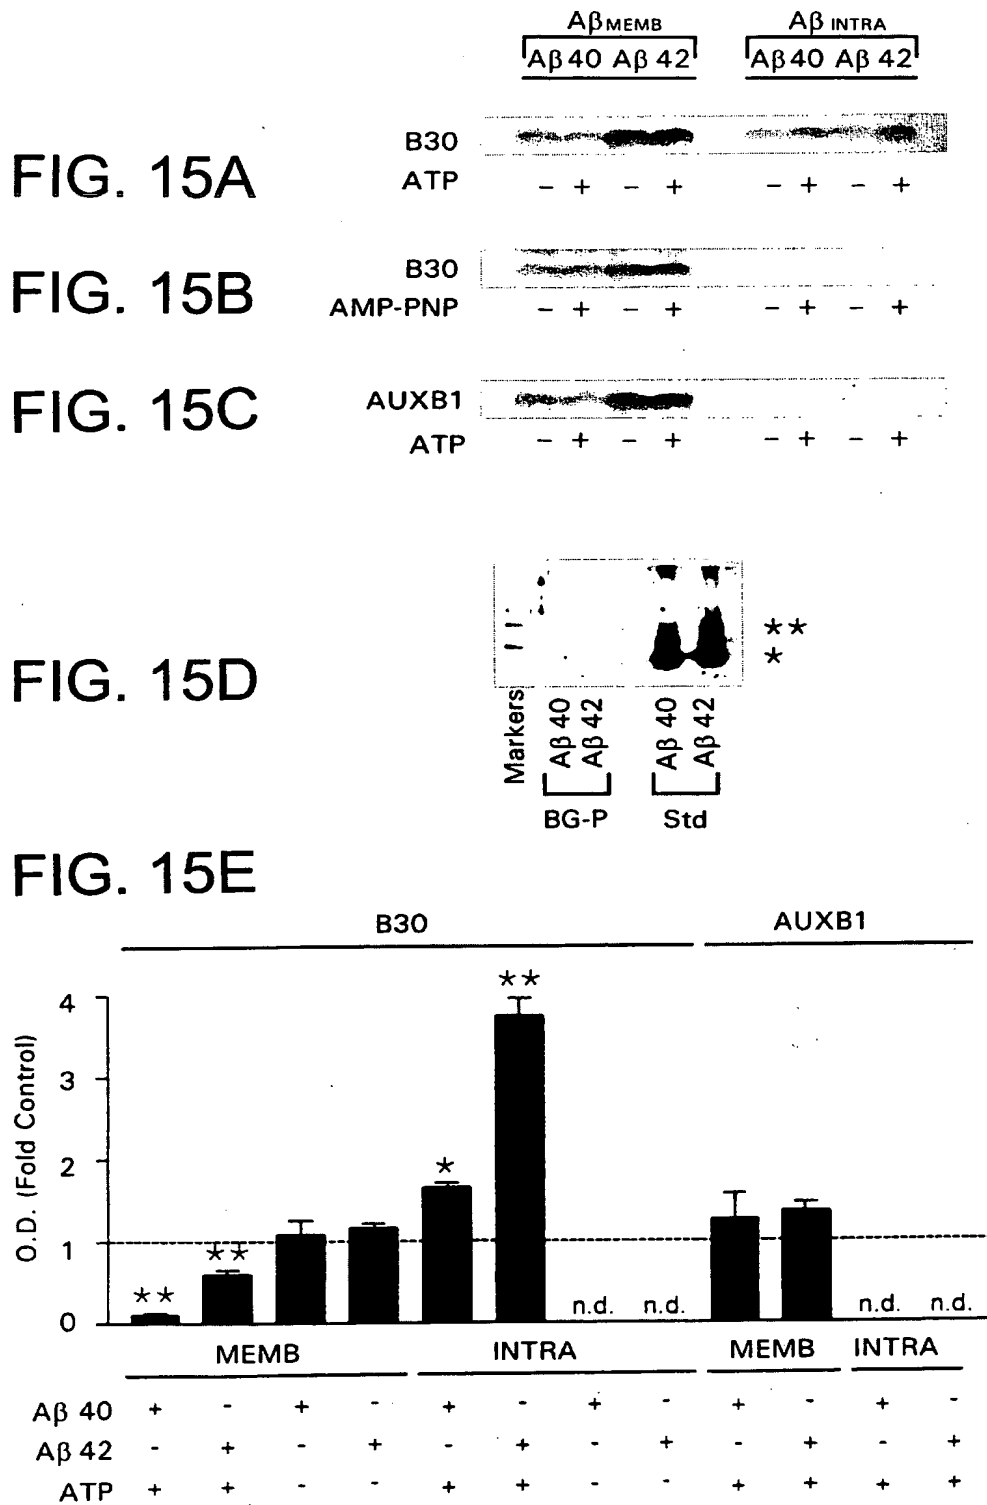 Aβ MEMB Aβ INTRA
Aβ 40 Aβ 42 Aβ 40 Aβ 42
FIG. 15A
B30
ATP - + - + - + - +
FIG. 15B
B30
AMP-PNP - + - + - + - +
FIG. 15C
AUXB1
ATP - + - + - + - +
FIG. 15D
**
*
Markers Aβ 40 Aβ 42 Aβ 40 Aβ 42
BG-P Std
FIG. 15E
B30 AUXB1
O.D. (Fold Control)
4
3
2
1
0
** ** * ** n.d. n.d. n.d. n.d.
MEMB INTRA MEMB INTRA
Aβ 40 + - + - + - + - + - + -
Aβ 42 - + - + - + - + - + - +
ATP + + - - + + - - + + + +